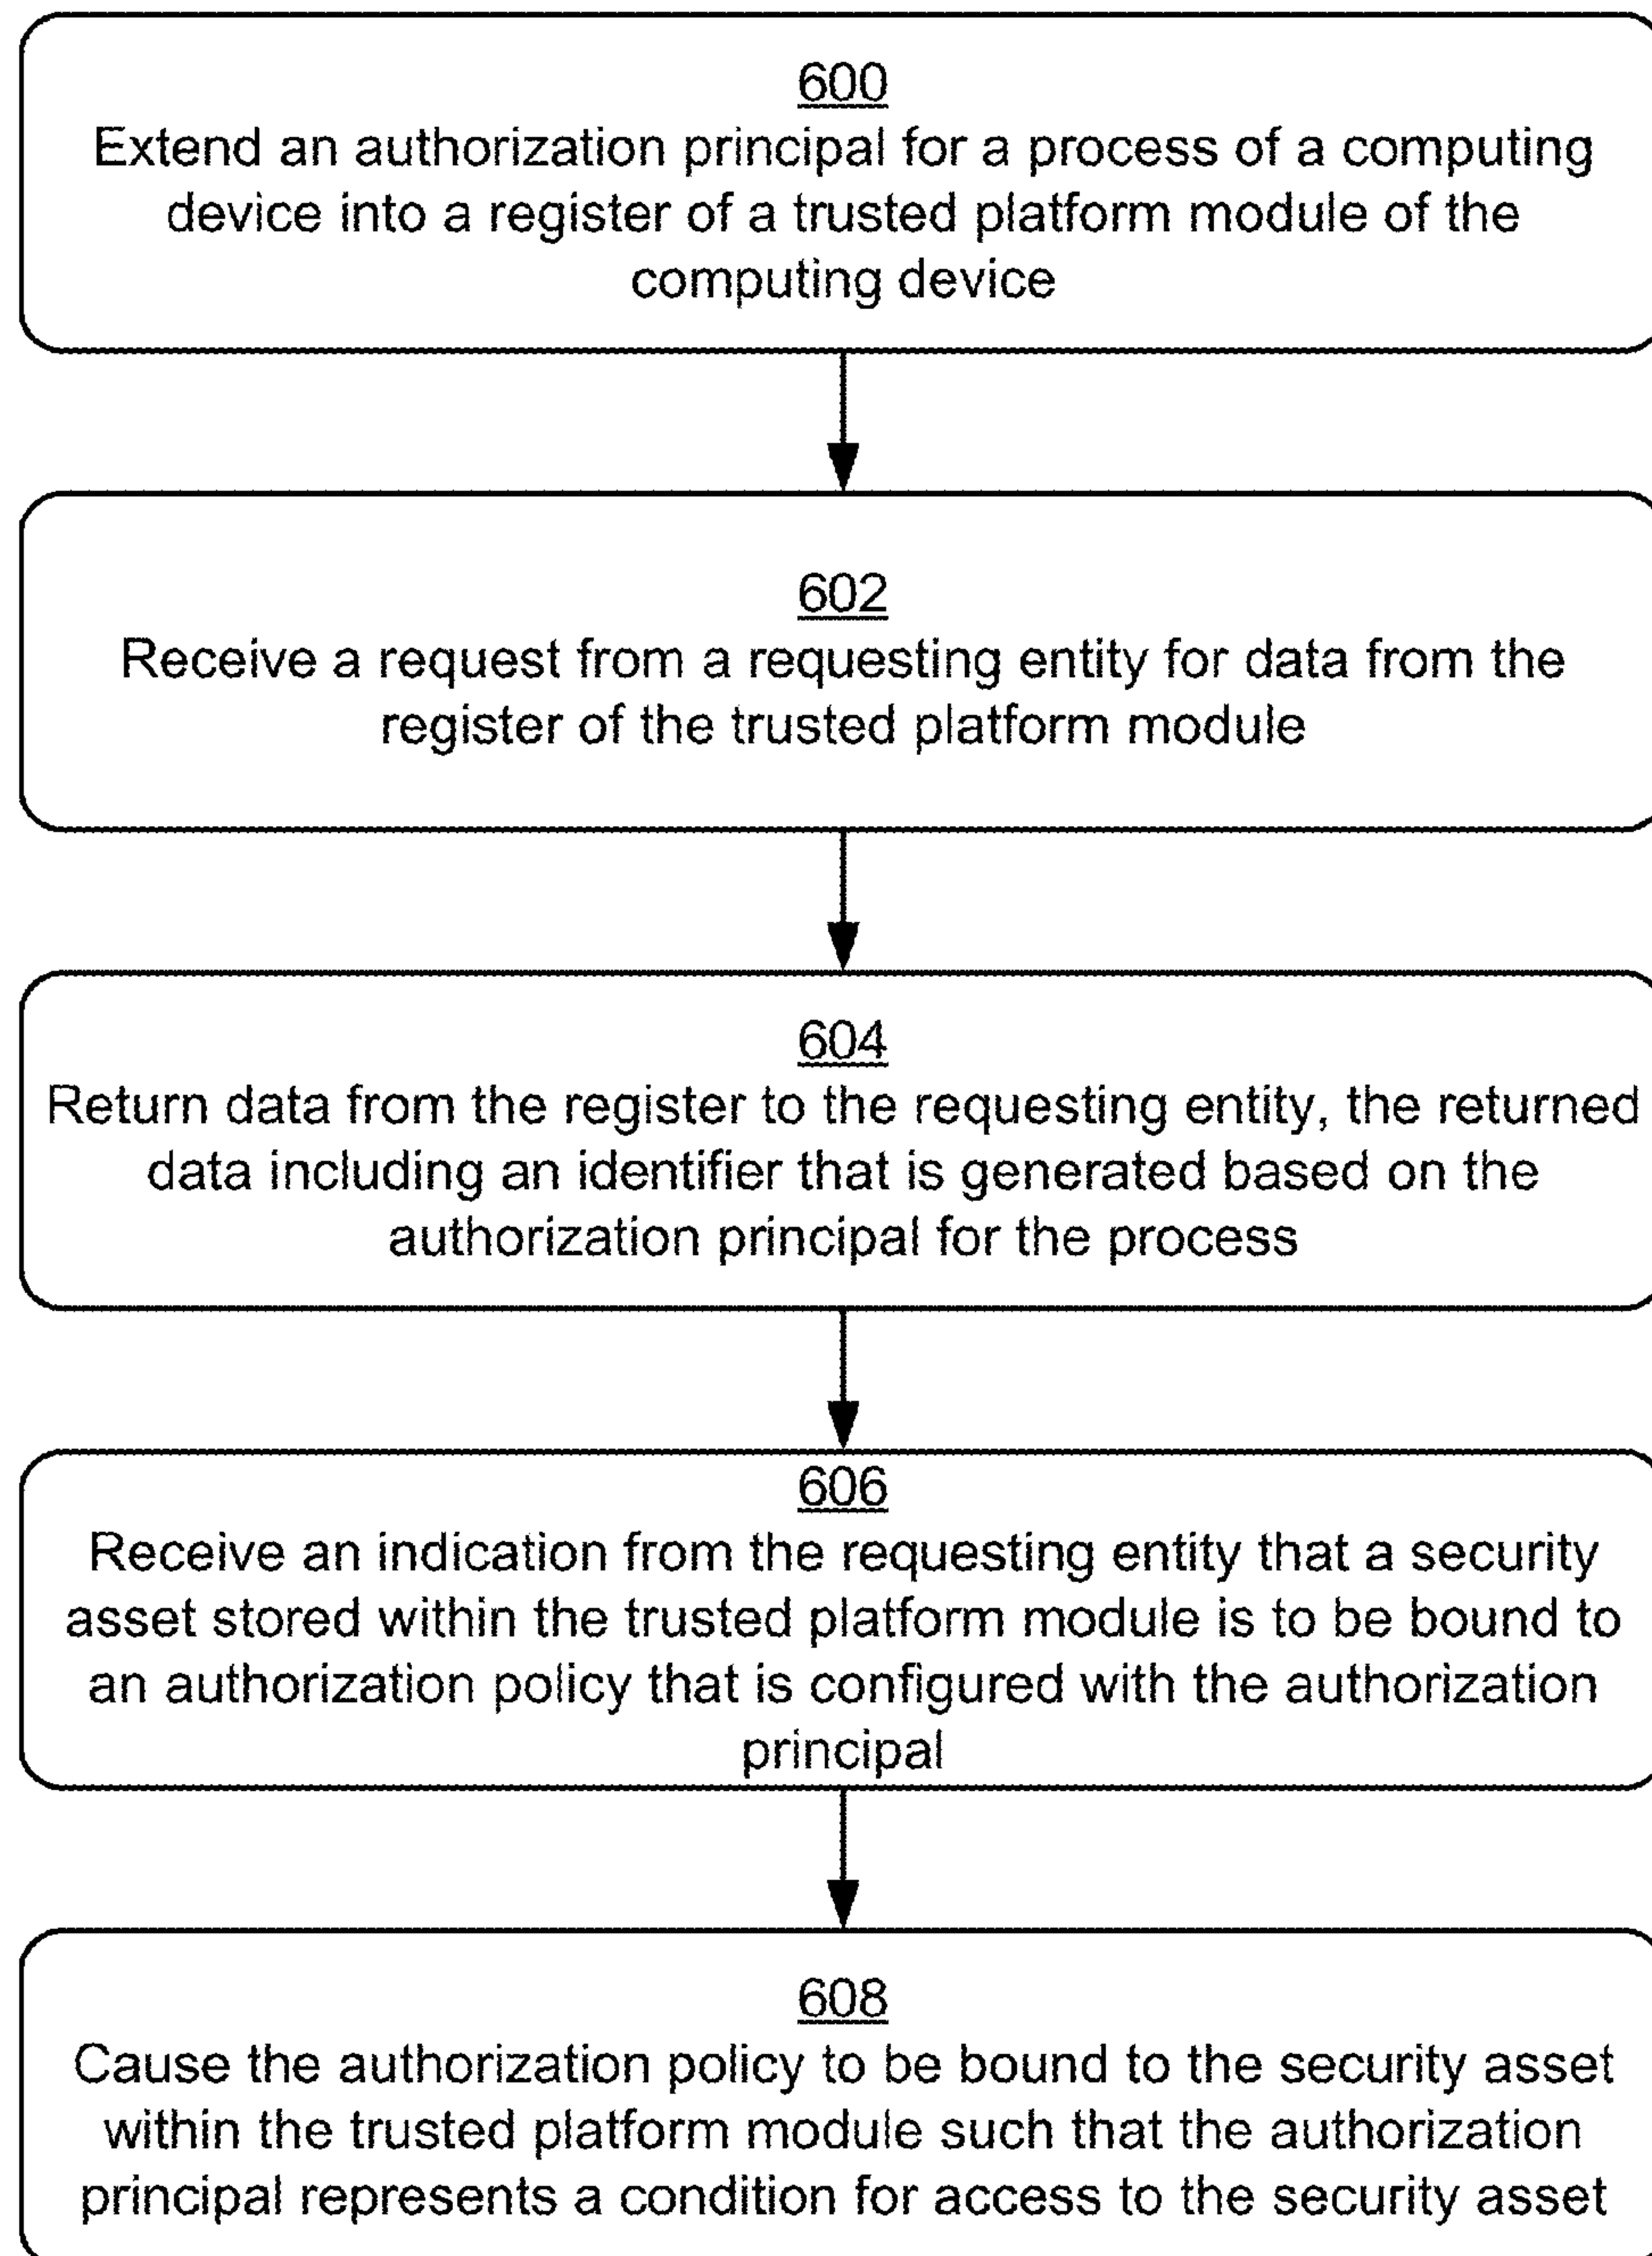 600
Extend an authorization principal for a process of a computing
device into a register of a trusted platform module of the
computing device
602
Receive a request from a requesting entity for data from the
register of the trusted platform module
604
Return data from the register to the requesting entity, the returned
data including an identifier that is generated based on the
authorization principal for the process
606
Receive an indication from the requesting entity that a security
asset stored within the trusted platform module is to be bound to
an authorization policy that is configured with the authorization
principal
608
Cause the authorization policy to be bound to the security asset
within the trusted platform module such that the authorization
principal represents a condition for access to the security asset